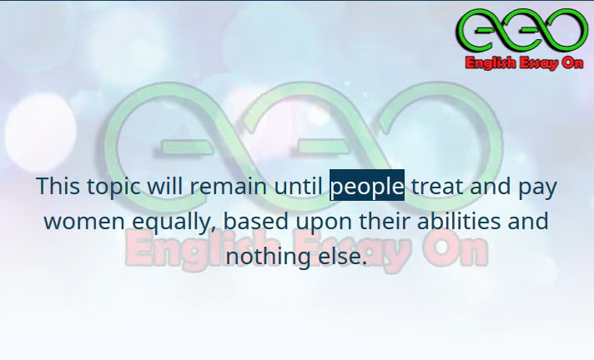 English Essay On
This topic will remain until people treat and pay
women equally, based upon their abilities and
nothing else.
English Essay On